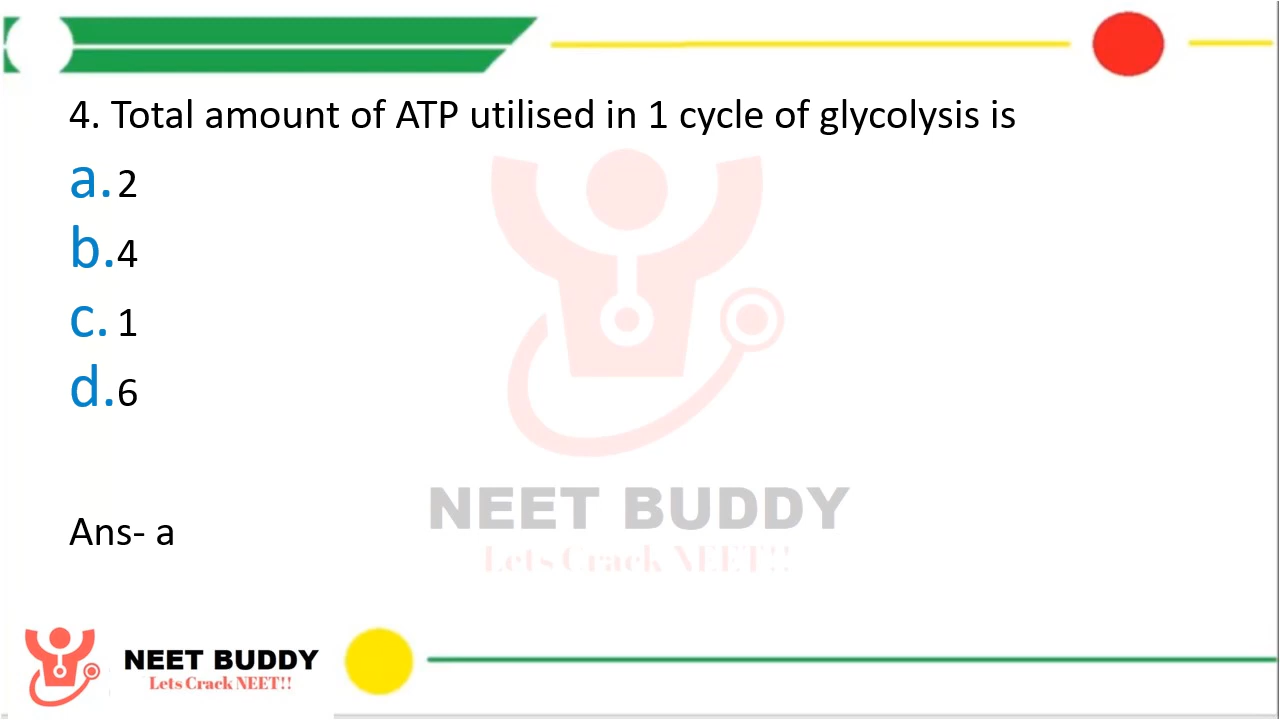 4. Total amount of ATP utilised in 1 cycle of glycolysis is
a. 2
b. 4
c. 1
d. 6
NEET BUDDY
Lets Crack NEET!!
Ans- a
NEET BUDDY
Lets Crack NEET!!